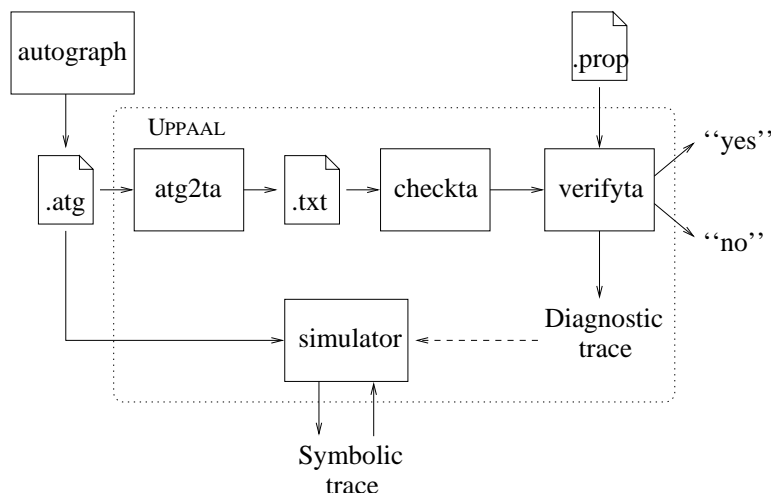 autograph
.prop
UPPAAL
‘‘yes’’
.atg
atg2ta
.txt
checkta
verifyta
‘‘no’’
simulator
Diagnostic
trace
Symbolic
trace